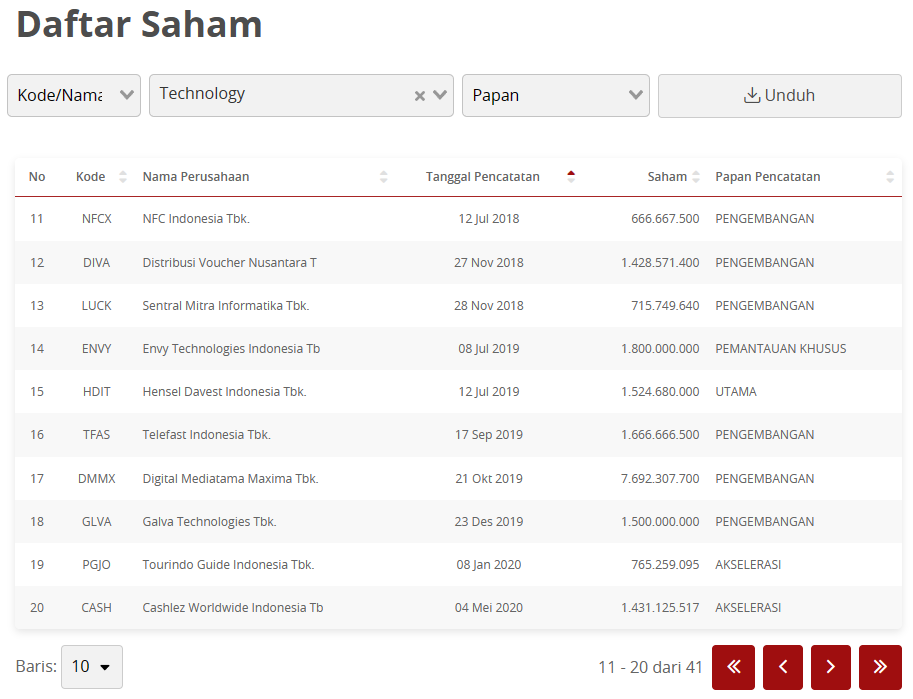 Daftar Saham
Kode/Nama Technology × Papan Unduh
No Kode Nama Perusahaan Tanggal Pencatatan Saham Papan Pencatatan
11 NFCX NFC Indonesia Tbk. 12 Jul 2018 666.667.500 PENGEMBANGAN
12 DIVA Distribusi Voucher Nusantara T 27 Nov 2018 1.428.571.400 PENGEMBANGAN
13 LUCK Sentral Mitra Informatika Tbk. 28 Nov 2018 715.749.640 PENGEMBANGAN
14 ENVY Envy Technologies Indonesia Tb 08 Jul 2019 1.800.000.000 PEMANTAUAN KHUSUS
15 HDIT Hensel Davest Indonesia Tbk. 12 Jul 2019 1.524.680.000 UTAMA
16 TFAS Telefast Indonesia Tbk. 17 Sep 2019 1.666.666.500 PENGEMBANGAN
17 DMMX Digital Mediatama Maxima Tbk. 21 Okt 2019 7.692.307.700 PENGEMBANGAN
18 GLVA Galva Technologies Tbk. 23 Des 2019 1.500.000.000 PENGEMBANGAN
19 PGJO Tourindo Guide Indonesia Tbk. 08 Jan 2020 765.259.095 AKSELERASI
20 CASH Cashlez Worldwide Indonesia Tb 04 Mei 2020 1.431.125.517 AKSELERASI
Baris: 10 11 - 20 dari 41